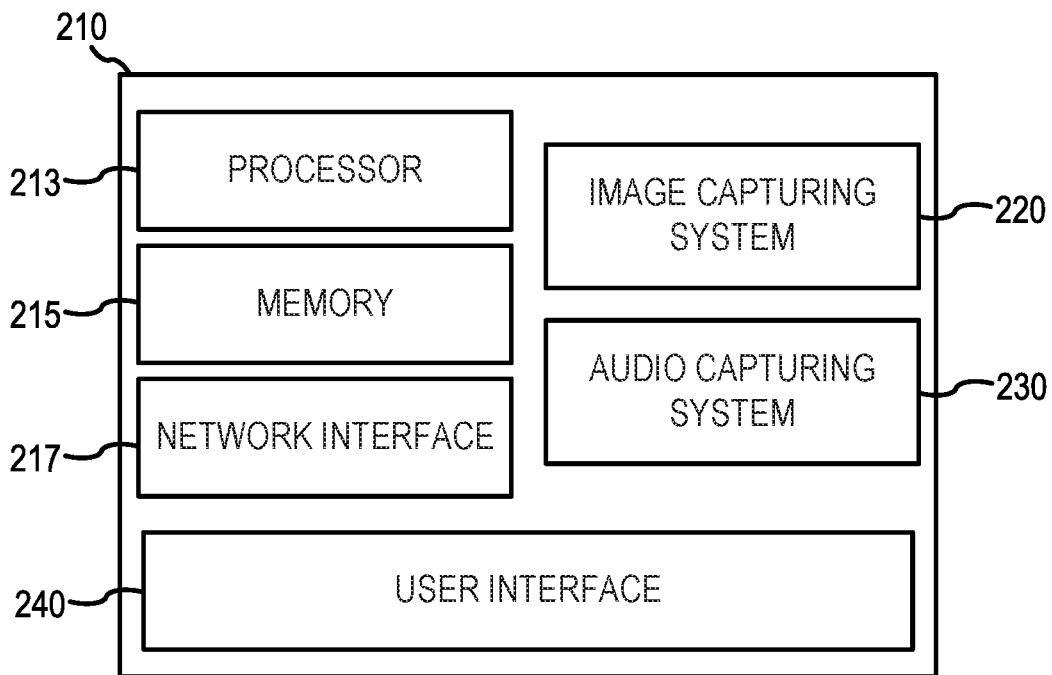 210
213
PROCESSOR
215
MEMORY
217
NETWORK INTERFACE
IMAGE CAPTURING
SYSTEM
220
AUDIO CAPTURING
SYSTEM
230
240
USER INTERFACE